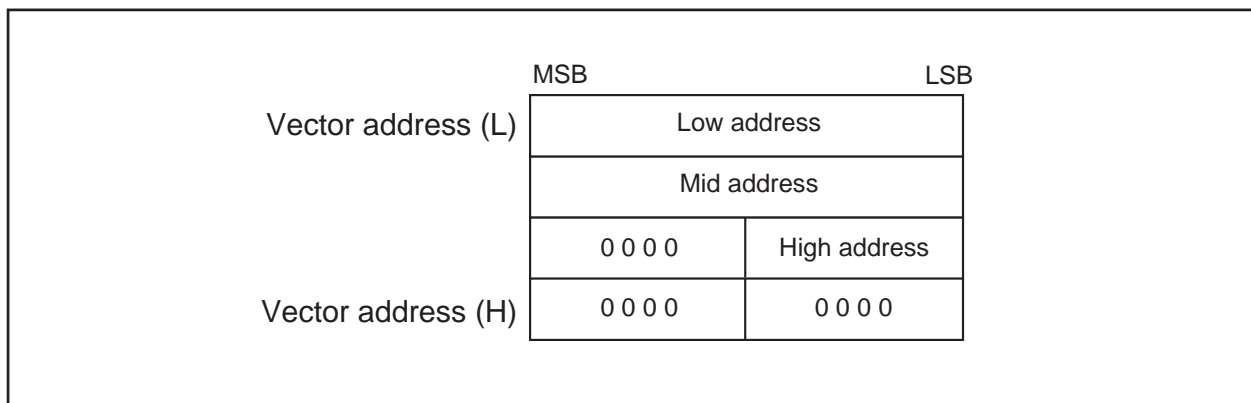 MSB LSB
Vector address (L) Low address
Mid address
0 0 0 0 High address
Vector address (H) 0 0 0 0 0 0 0 0